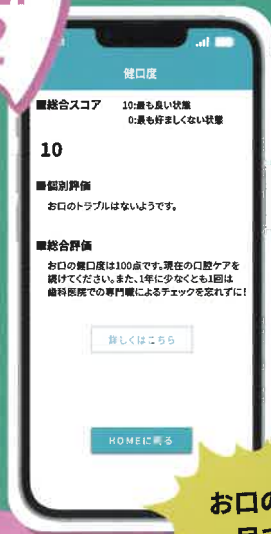 健口度
■総合スコア 10:最も良い状態
0:最も好ましくない状態
10
■個別評価
お口のトラブルはないようです。
■総合評価
お口の健口度は100点です。現在の口腔ケアを
続けてください。また、1年に少なくとも1回は
歯科医院での専門職によるチェックを忘れずに!
詳しくはこちら
HOMEに戻る
お口の